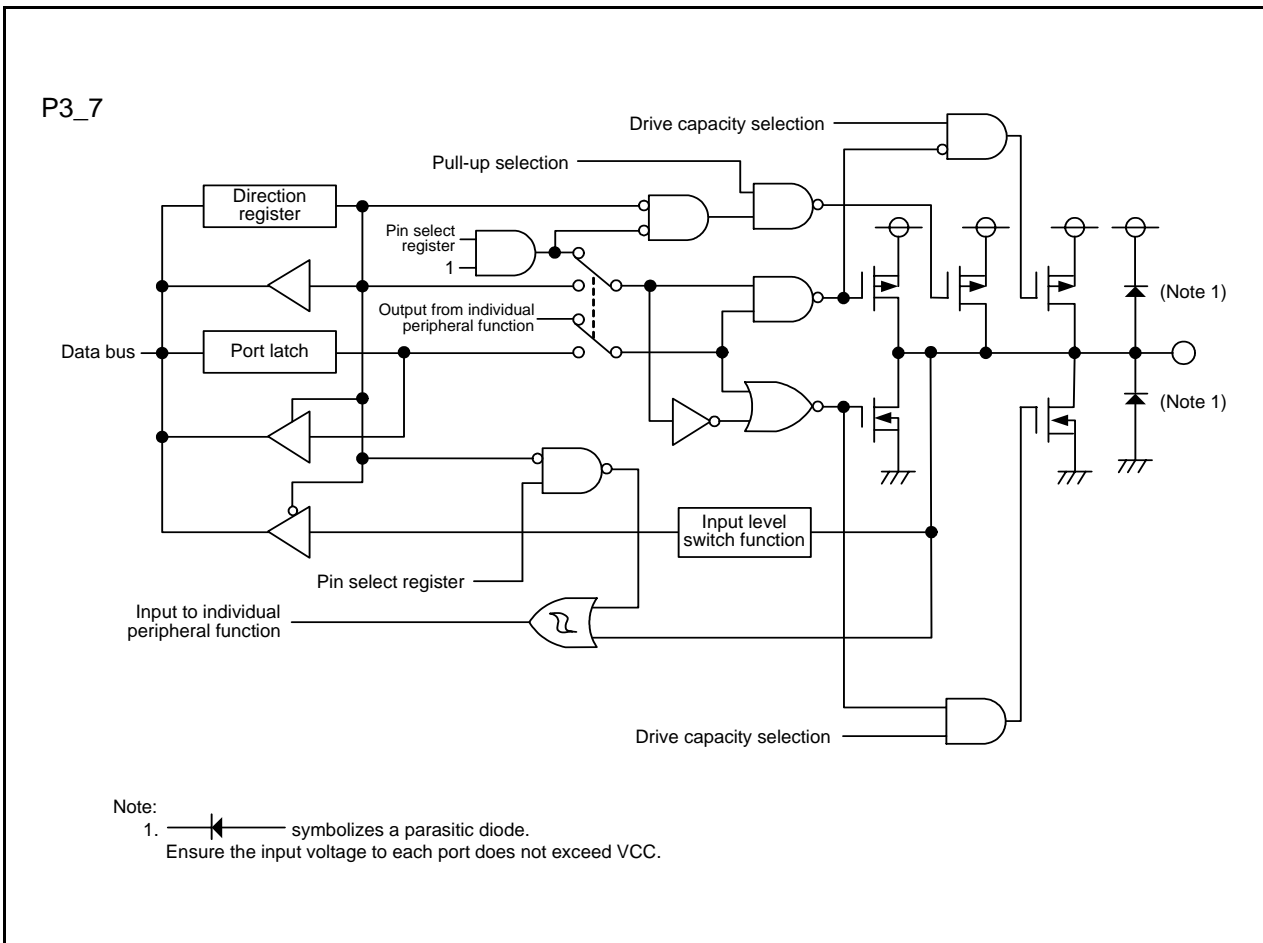 P3_7
Drive capacity selection
Pull-up selection
Direction
register
Pin select
register
1
Output from individual
peripheral function
(Note 1)
Data bus
Port latch
(Note 1)
Input level
switch function
Pin select register
Input to individual
peripheral function
Drive capacity selection
Note:
1. symbolizes a parasitic diode.
Ensure the input voltage to each port does not exceed VCC.